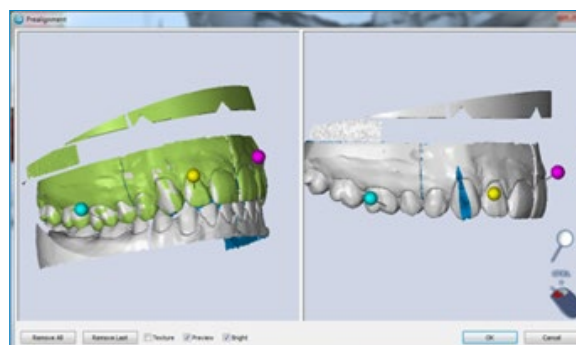 Prealignment
Remove All
Remove Last
Texture
Preview
Bright
OK
Cancel